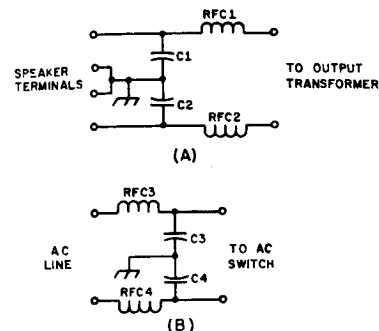 RFC1
C1
SPEAKER
TERMINALS
TO OUTPUT
TRANSFORMER
C2
RFC2
(A)
RFC3
C3
AC
LINE
TO AC
SWITCH
C4
RFC4
(B)